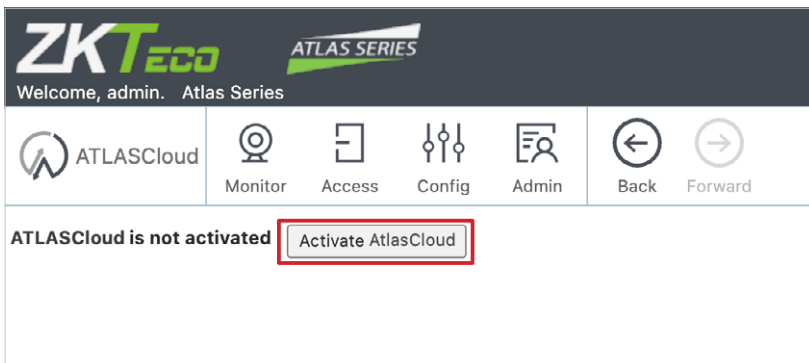 ZKTECO
ATLAS SERIES
Welcome, admin. Atlas Series
ATLASCloud
Monitor
Access
Config
Admin
Back
Forward
ATLASCloud is not activated
Activate AtlasCloud